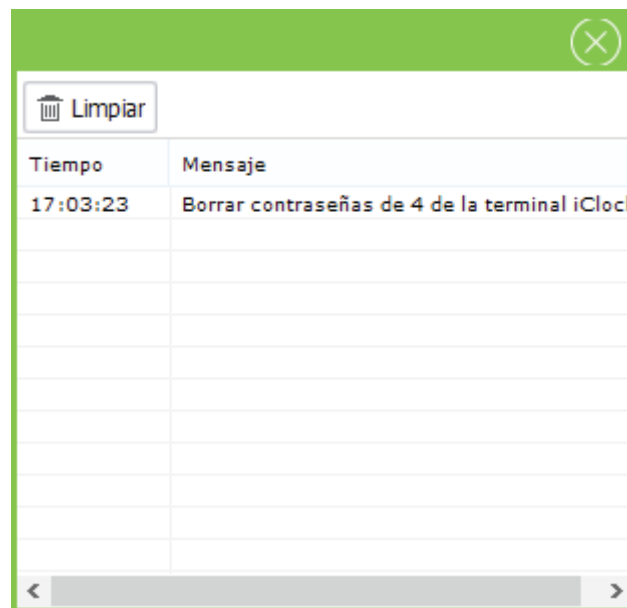 Limpiar
Tiempo Mensaje
17:03:23 Borrar contraseñas de 4 de la terminal